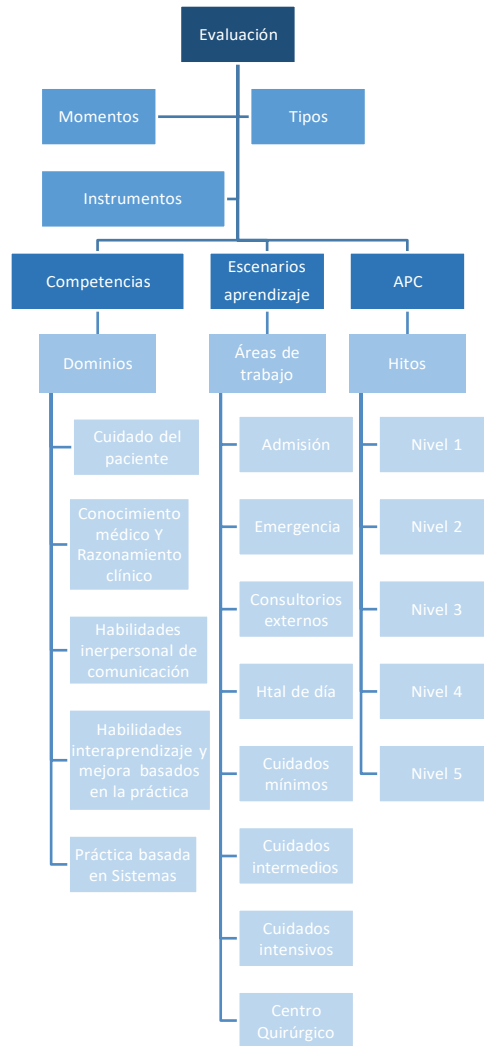 Evaluación
Momentos
Tipos
Instrumentos
Competencias
Escenarios
aprendizaje
APC
Dominios
Áreas de
trabajo
Hitos
Cuidado del
paciente
Conocimiento
médico Y
Razonamiento
clínico
Habilidades
inerpersonal de
comunicación
Habilidades
interaprendizaje y
mejora basados
en la práctica
Práctica basada
en Sistemas
Admisión
Emergencia
Consultorios
externos
Htal de día
Cuidados
mínimos
Cuidados
intermedios
Cuidados
intensivos
Centro
Quirúrgico
Nivel 1
Nivel 2
Nivel 3
Nivel 4
Nivel 5